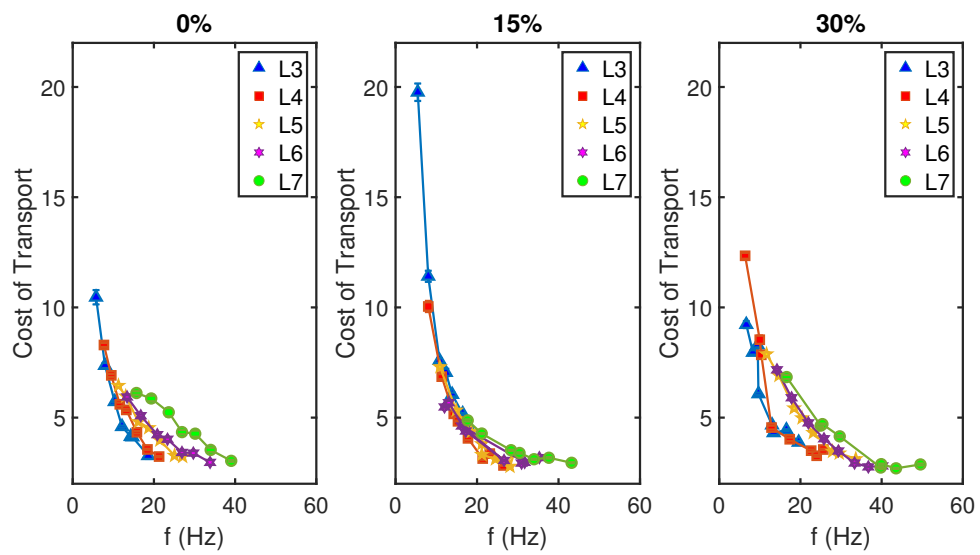 0%
Cost of Transport
20
15
10
5
L3
L4
L5
L6
L7
0 20 40 60
f (Hz)
15%
Cost of Transport
20
15
10
5
L3
L4
L5
L6
L7
0 20 40 60
f (Hz)
30%
Cost of Transport
20
15
10
5
L3
L4
L5
L6
L7
0 20 40 60
f (Hz)